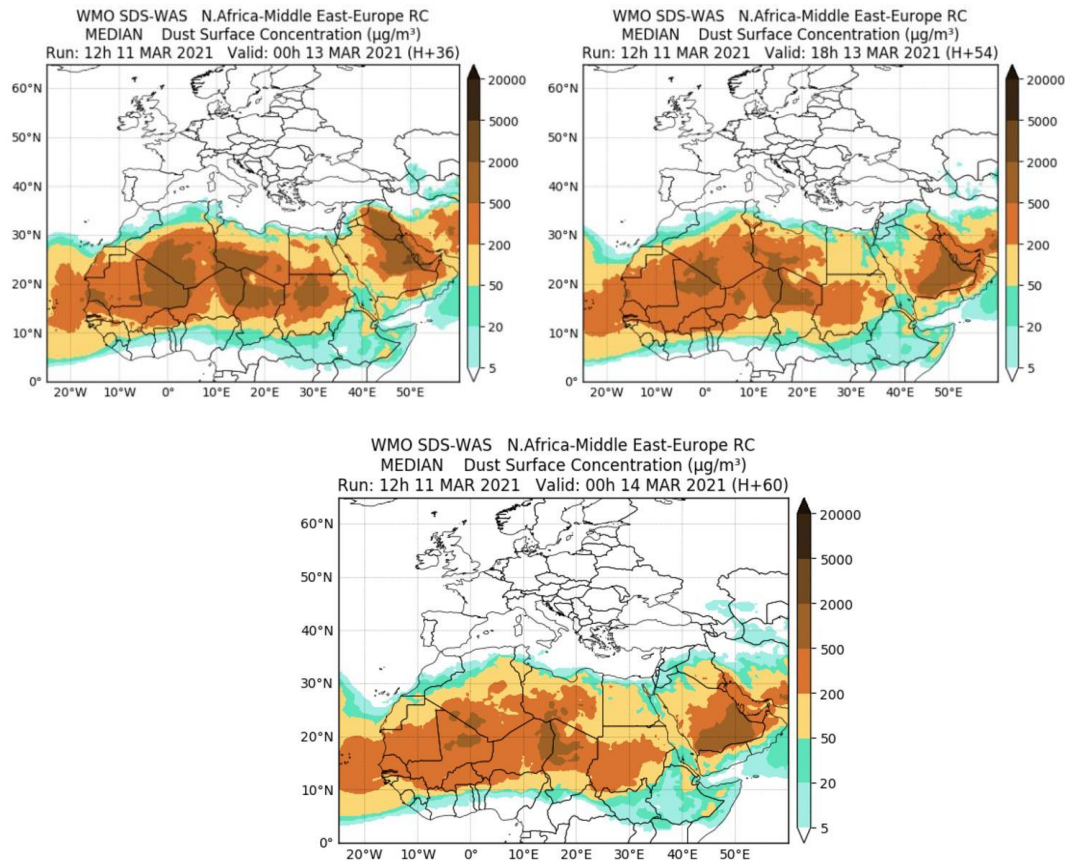 WMO SDS-WAS N.Africa-Middle East-Europe RC
MEDIAN Dust Surface Concentration (µg/m³)
Run: 12h 11 MAR 2021 Valid: 00h 13 MAR 2021 (H+36)
60°N
50°N
40°N
30°N
20°N
10°N
0°
20°W
10°W
0°
10°E
20°E
30°E
40°E
50°E
20000
5000
2000
500
200
50
20
5
WMO SDS-WAS N.Africa-Middle East-Europe RC
MEDIAN Dust Surface Concentration (µg/m³)
Run: 12h 11 MAR 2021 Valid: 18h 13 MAR 2021 (H+54)
60°N
50°N
40°N
30°N
20°N
10°N
0°
20°W
10°W
0°
10°E
20°E
30°E
40°E
50°E
20000
5000
2000
500
200
50
20
5
WMO SDS-WAS N.Africa-Middle East-Europe RC
MEDIAN Dust Surface Concentration (µg/m³)
Run: 12h 11 MAR 2021 Valid: 00h 14 MAR 2021 (H+60)
60°N
50°N
40°N
30°N
20°N
10°N
0°
20°W
10°W
0°
10°E
20°E
30°E
40°E
50°E
20000
5000
2000
500
200
50
20
5